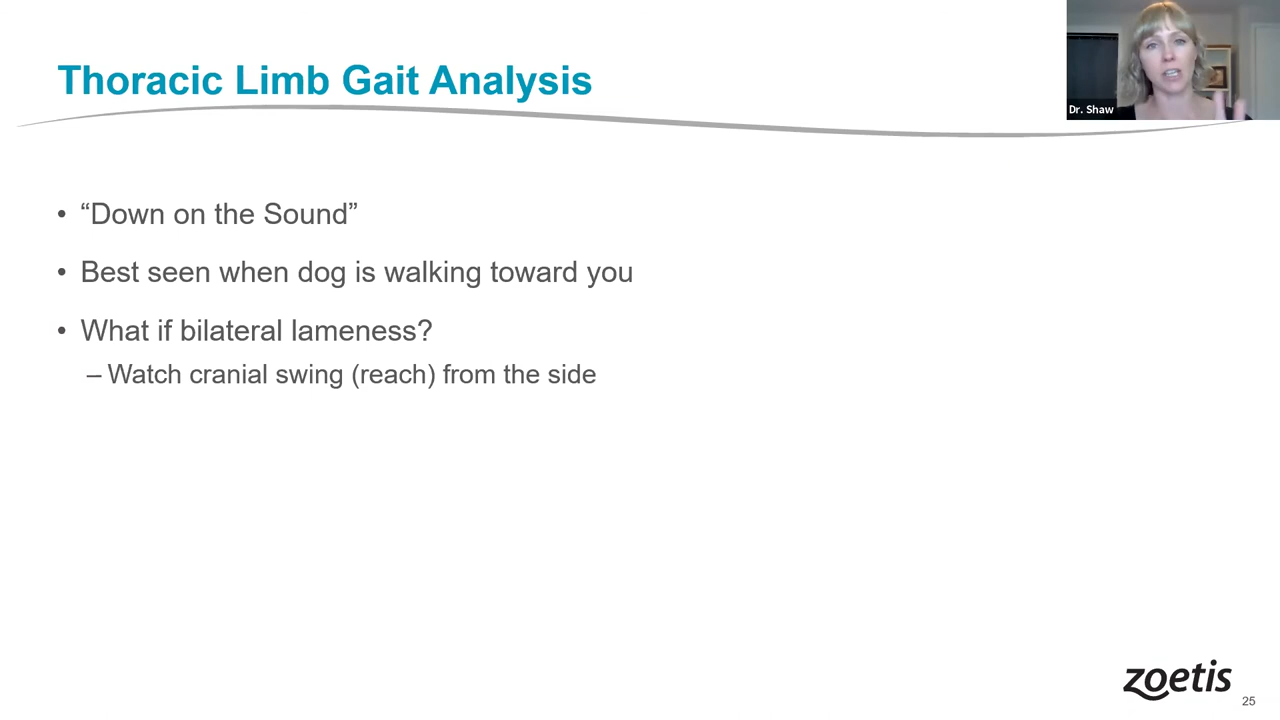 Thoracic Limb Gait Analysis
Dr. Shaw
• “Down on the Sound”
• Best seen when dog is walking toward you
• What if bilateral lameness?
– Watch cranial swing (reach) from the side
zoetis
25